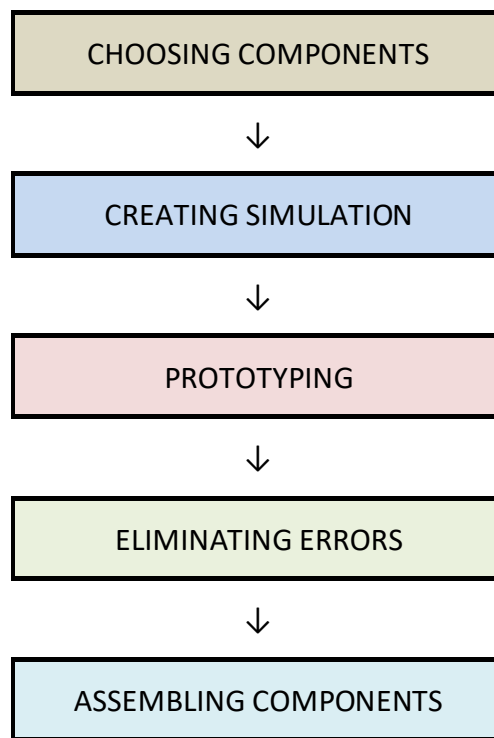 CHOOSING COMPONENTS
↓
CREATING SIMULATION
↓
PROTOTYPING
↓
ELIMINATING ERRORS
↓
ASSEMBLING COMPONENTS